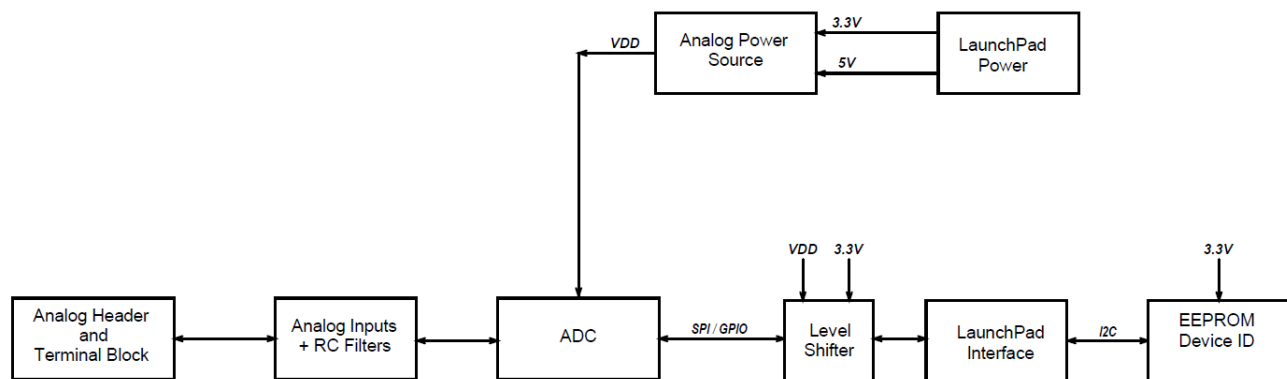 VDD
Analog Power
Source
3.3V
5V
LaunchPad
Power
Analog Header
and
Terminal Block
Analog Inputs
+ RC Filters
ADC
SPI / GPIO
VDD
3.3V
Level
Shifter
LaunchPad
Interface
I2C
3.3V
EEPROM
Device ID